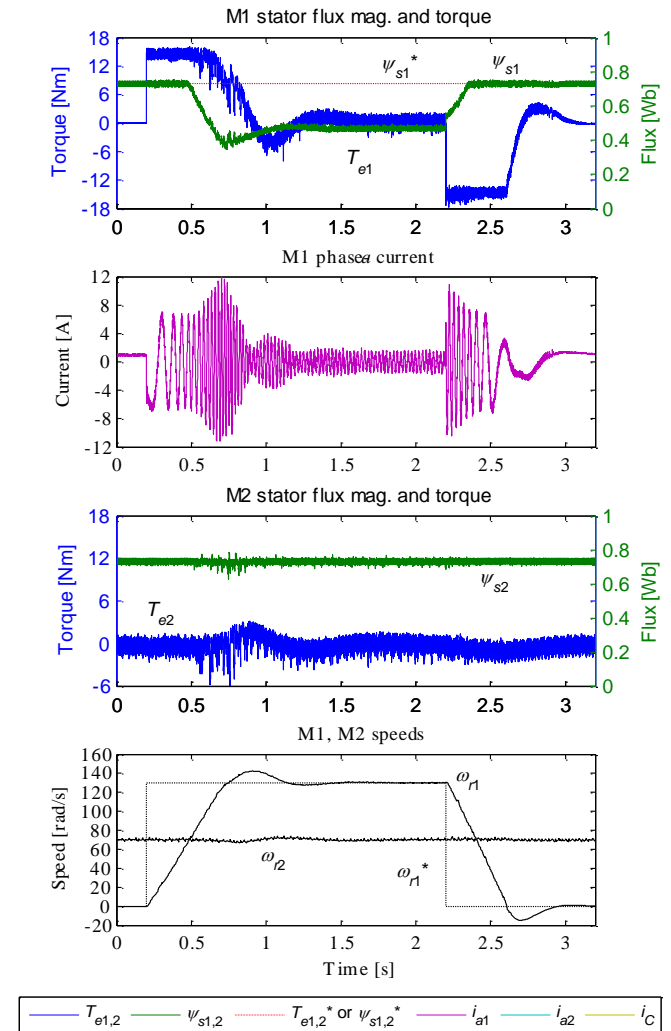 M1 stator flux mag. and torque
18
12
6
0
-6
-12
-18
Torque [Nm]
1
0.8
0.6
0.4
0.2
0
Flux [Wb]
ψs1*
ψs1
Te1
0 0.5 1 1.5 2 2.5 3
M1 phasea current
12
8
4
0
-4
-8
-12
Current [A]
0 0.5 1 1.5 2 2.5 3
M2 stator flux mag. and torque
18
12
6
0
-6
Torque [Nm]
1
0.8
0.6
0.4
0.2
0
Flux [Wb]
ψs2
Te2
0 0.5 1 1.5 2 2.5 3
M1, M2 speeds
160
140
120
100
80
60
40
20
0
-20
Speed [rad/s]
ωr1
ωr2
ωr1*
0 0.5 1 1.5 2 2.5 3
Time [s]
Te1,2 ψs1,2 Te1,2* or ψs1,2* ia1 ia2 iC